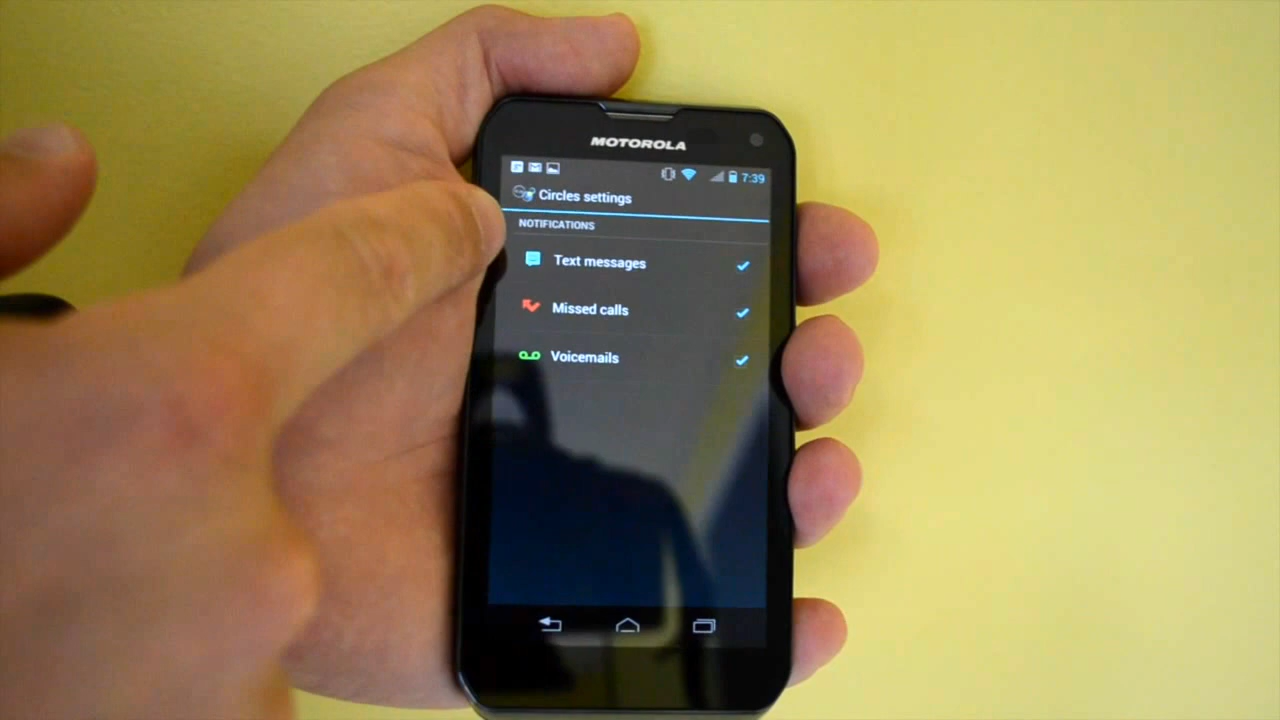 MOTOROLA
7:39
Circles settings
NOTIFICATIONS
Text messages
Missed calls
Voicemails